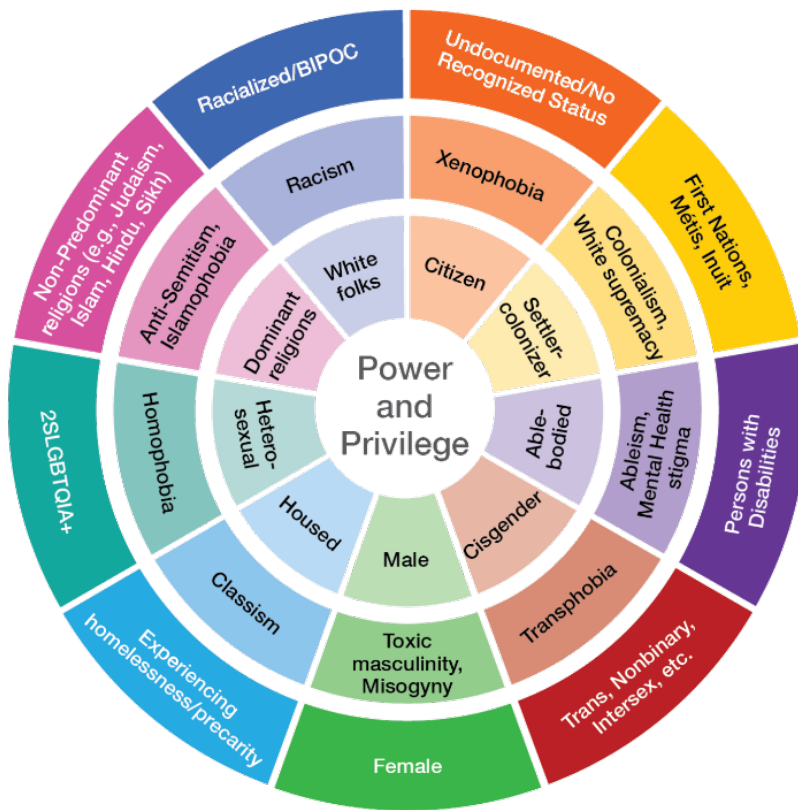 Power
and
Privilege
White
folks
Citizen
Settler-
colonizer
Able-
bodied
Cisgender
Male
Housed
Hetero-
sexual
Dominant
religions
Racism
Xenophobia
Colonialism,
White supremacy
Ableism,
Mental Health
stigma
Transphobia
Toxic
masculinity,
Misogyny
Classism
Homophobia
Anti-Semitism,
Islamophobia
Racialized/BIPOC
Undocumented/No
Recognized Status
First Nations,
Métis, Inuit
Persons with
Disabilities
Trans, Nonbinary,
Intersex, etc.
Female
Experiencing
homelessness/precarity
2SLGBTQIA+
Non-Predominant
religions (e.g., Judaism,
Islam, Hindu, Sikh)